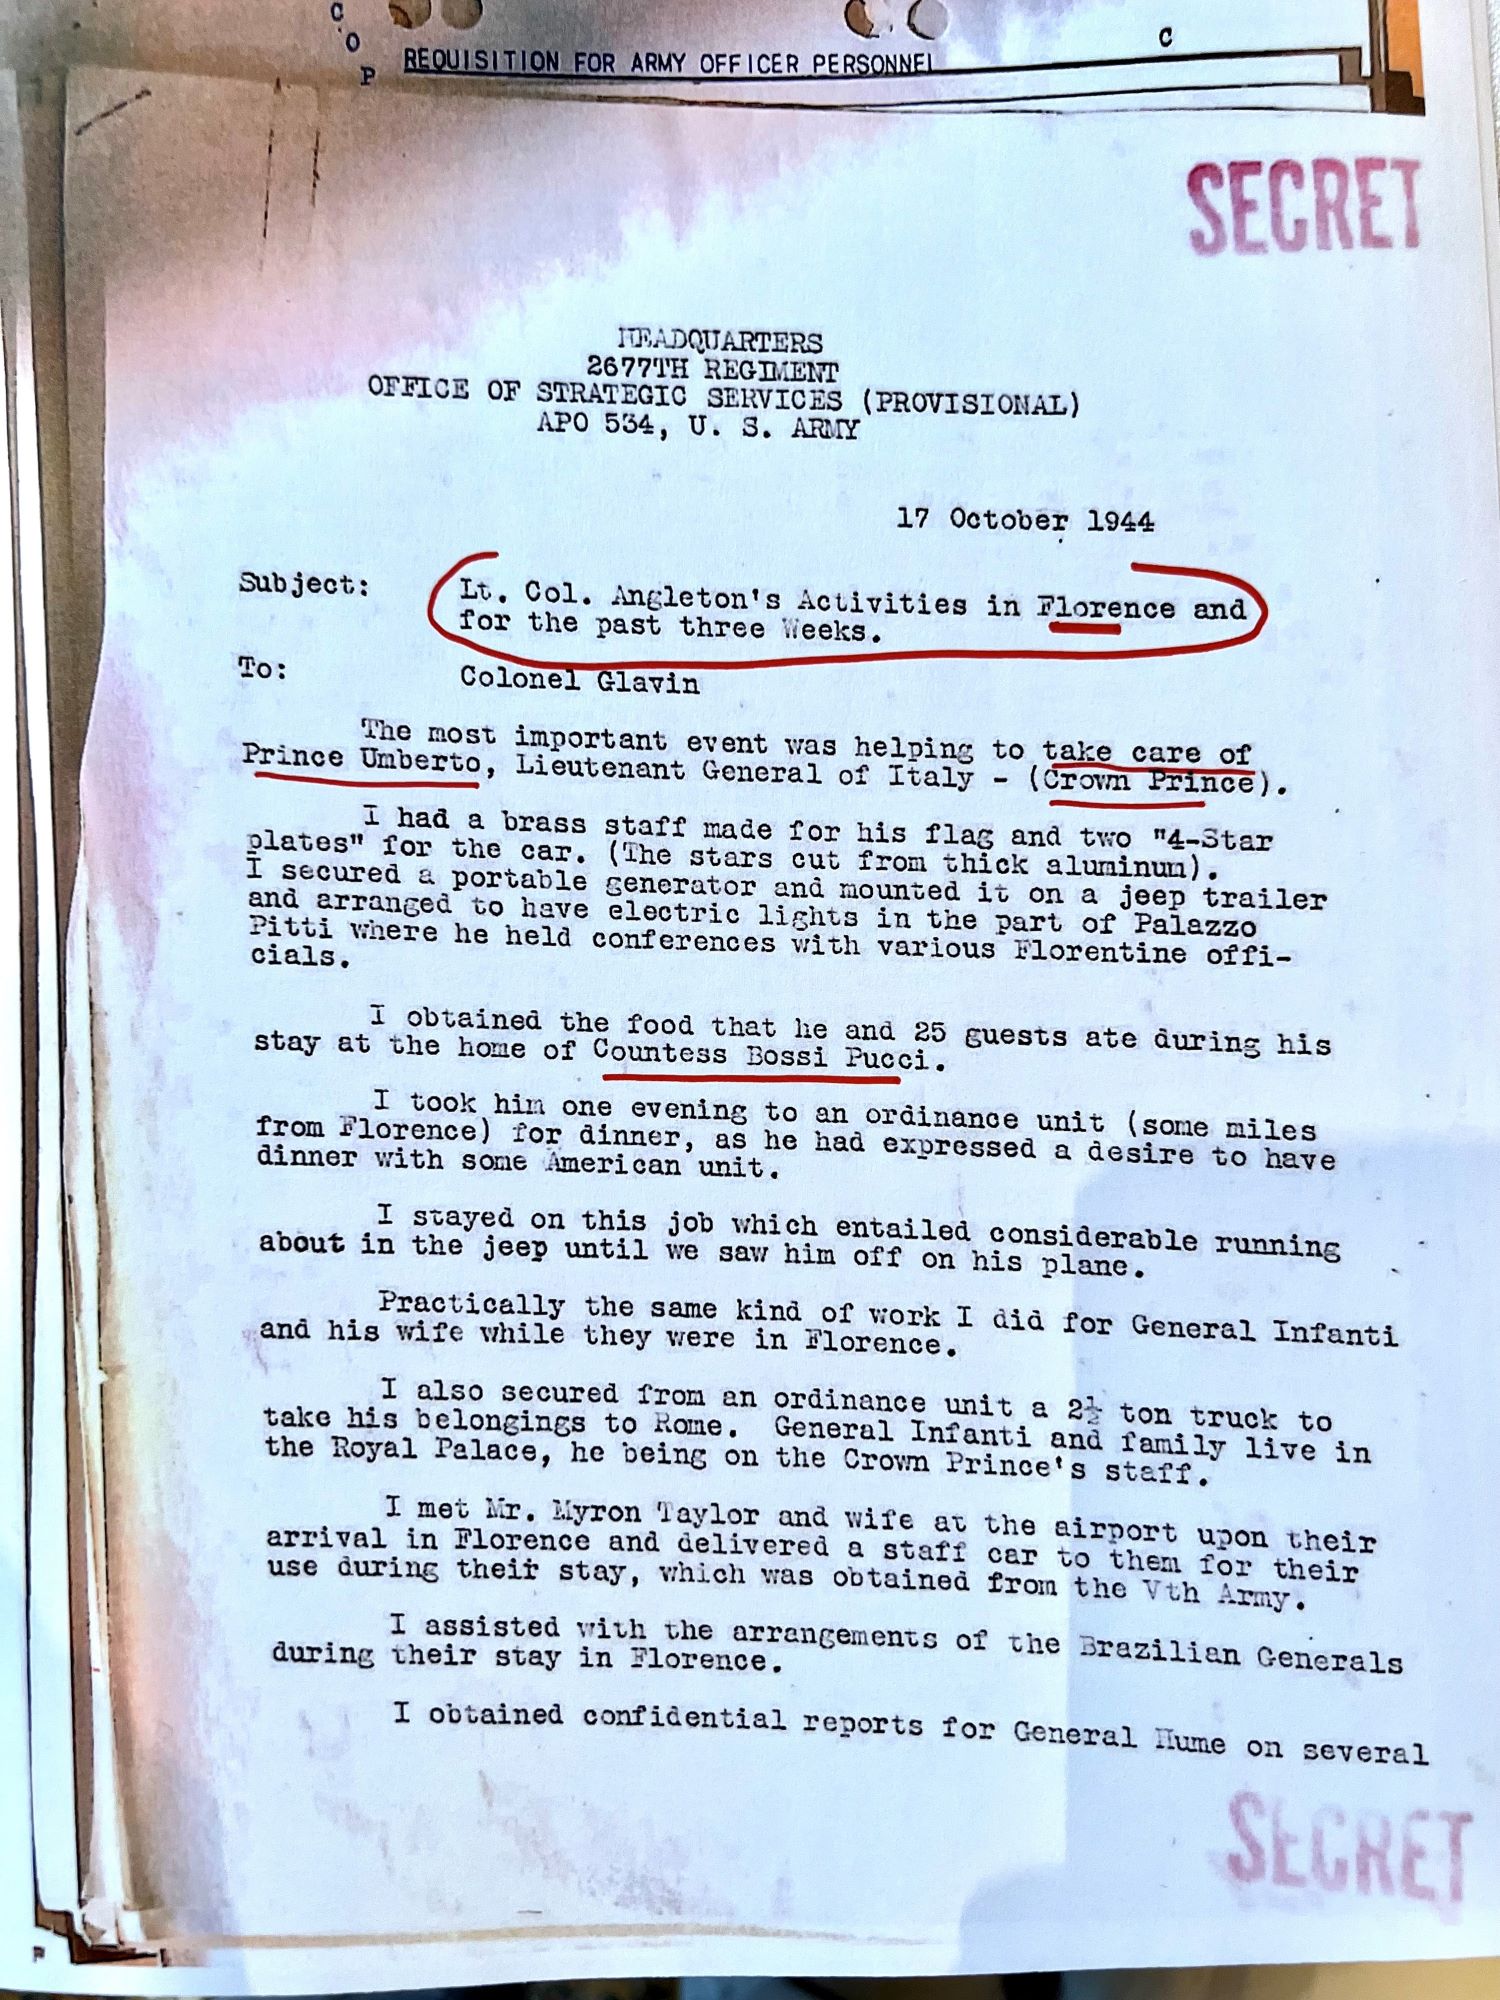 C
O
P
C
REQUISITION FOR ARMY OFFICER PERSONNEL
SECRET
HEADQUARTERS
2677TH REGIMENT
OFFICE OF STRATEGIC SERVICES (PROVISIONAL)
APO 534, U. S. ARMY
17 October 1944
Subject: Lt. Col. Angleton's Activities in Florence and
for the past three Weeks.
To: Colonel Glavin
The most important event was helping to take care of
Prince Umberto, Lieutenant General of Italy - (Crown Prince).
I had a brass staff made for his flag and two "4-Star
plates" for the car. (The stars cut from thick aluminum).
I secured a portable generator and mounted it on a jeep trailer
and arranged to have electric lights in the part of Palazzo
Pitti where he held conferences with various Florentine offi-
cials.
I obtained the food that he and 25 guests ate during his
stay at the home of Countess Bossi Pucci.
I took him one evening to an ordinance unit (some miles
from Florence) for dinner, as he had expressed a desire to have
dinner with some American unit.
I stayed on this job which entailed considerable running
about in the jeep until we saw him off on his plane.
Practically the same kind of work I did for General Infanti
and his wife while they were in Florence.
I also secured from an ordinance unit a 2½ ton truck to
take his belongings to Rome. General Infanti and family live in
the Royal Palace, he being on the Crown Prince's staff.
I met Mr. Myron Taylor and wife at the airport upon their
arrival in Florence and delivered a staff car to them for their
use during their stay, which was obtained from the Vth Army.
I assisted with the arrangements of the Brazilian Generals
during their stay in Florence.
I obtained confidential reports for General Hume on several
SECRET
P